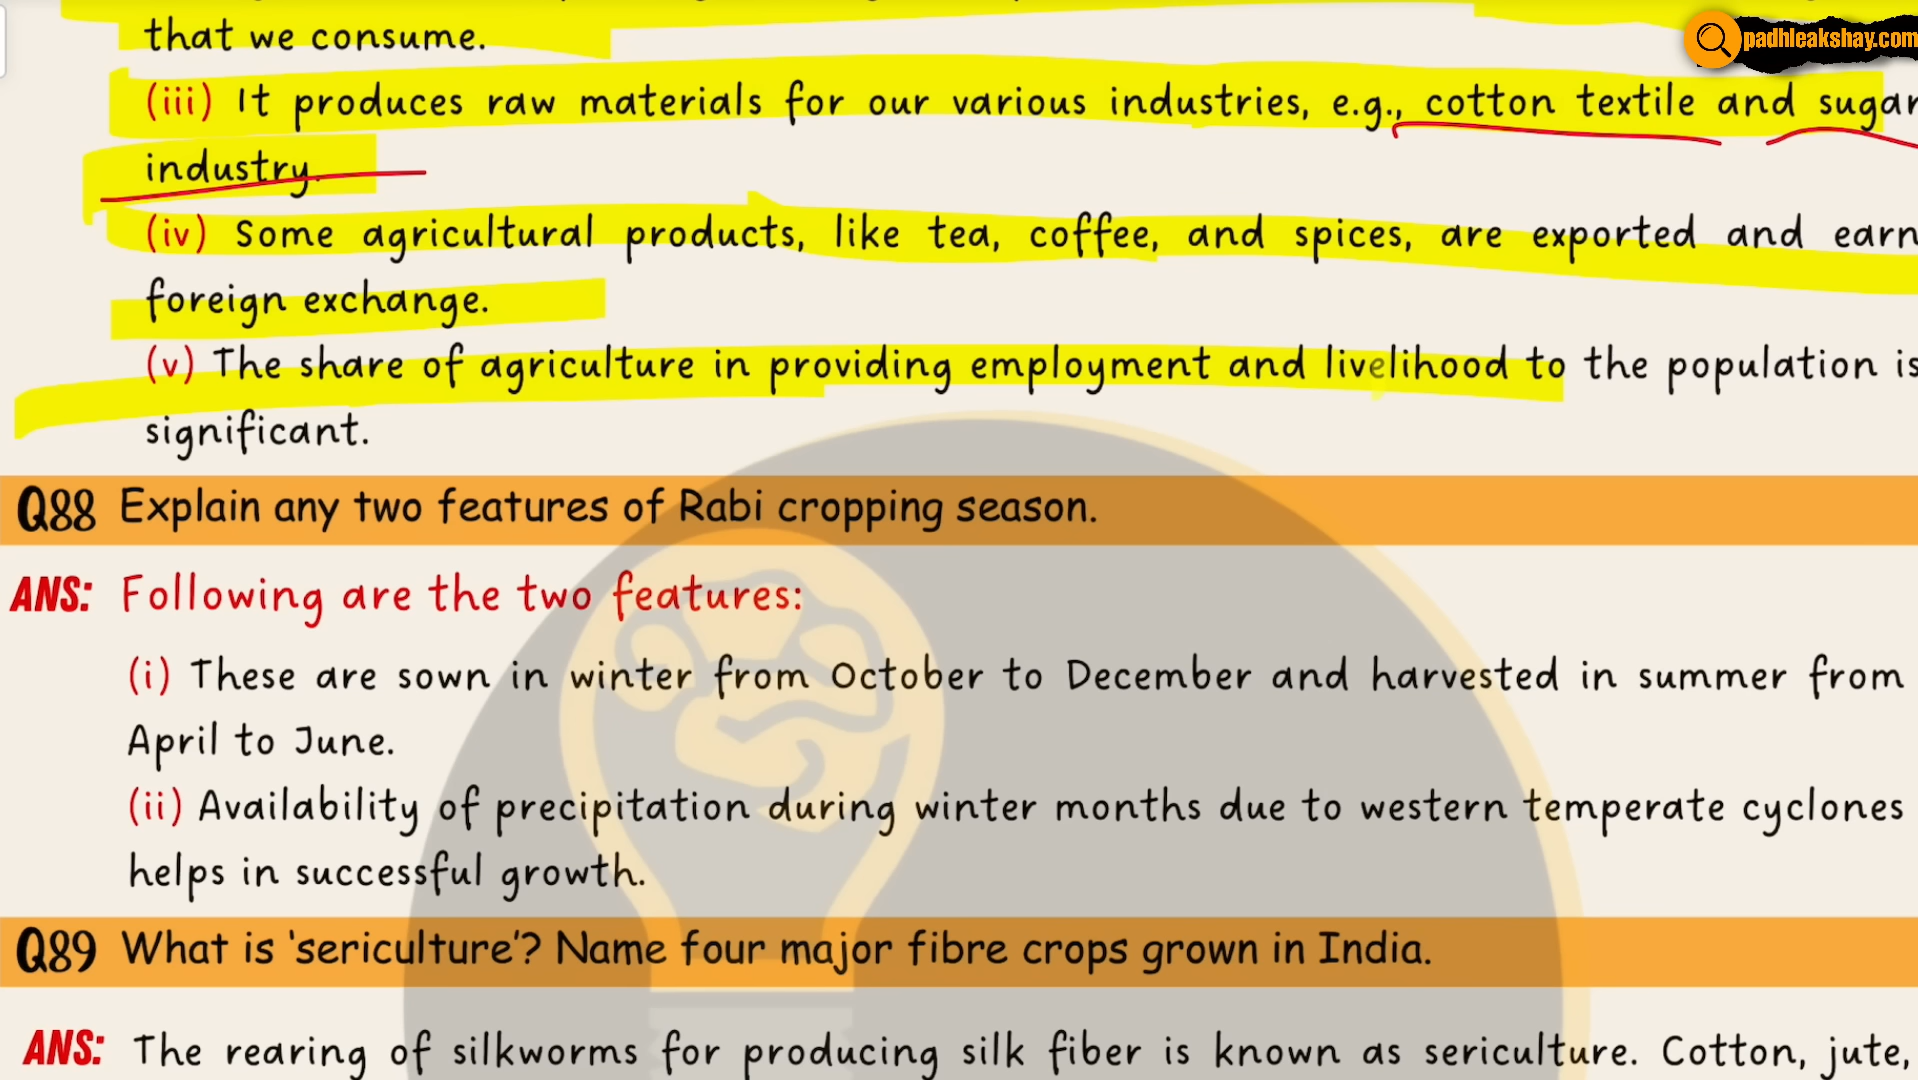 that we consume.
padhleakshay.com
(iii) It produces raw materials for our various industries, e.g., cotton textile and sugar
industry.
(iv) Some agricultural products, like tea, coffee, and spices, are exported and earn
foreign exchange.
(v) The share of agriculture in providing employment and livelihood to the population is
significant.
Q88 Explain any two features of Rabi cropping season.
ANS: Following are the two features:
(i) These are sown in winter from October to December and harvested in summer from
April to June.
(ii) Availability of precipitation during winter months due to western temperate cyclones
helps in successful growth.
Q89 What is 'sericulture'? Name four major fibre crops grown in India.
ANS: The rearing of silkworms for producing silk fiber is known as sericulture. Cotton, jute,